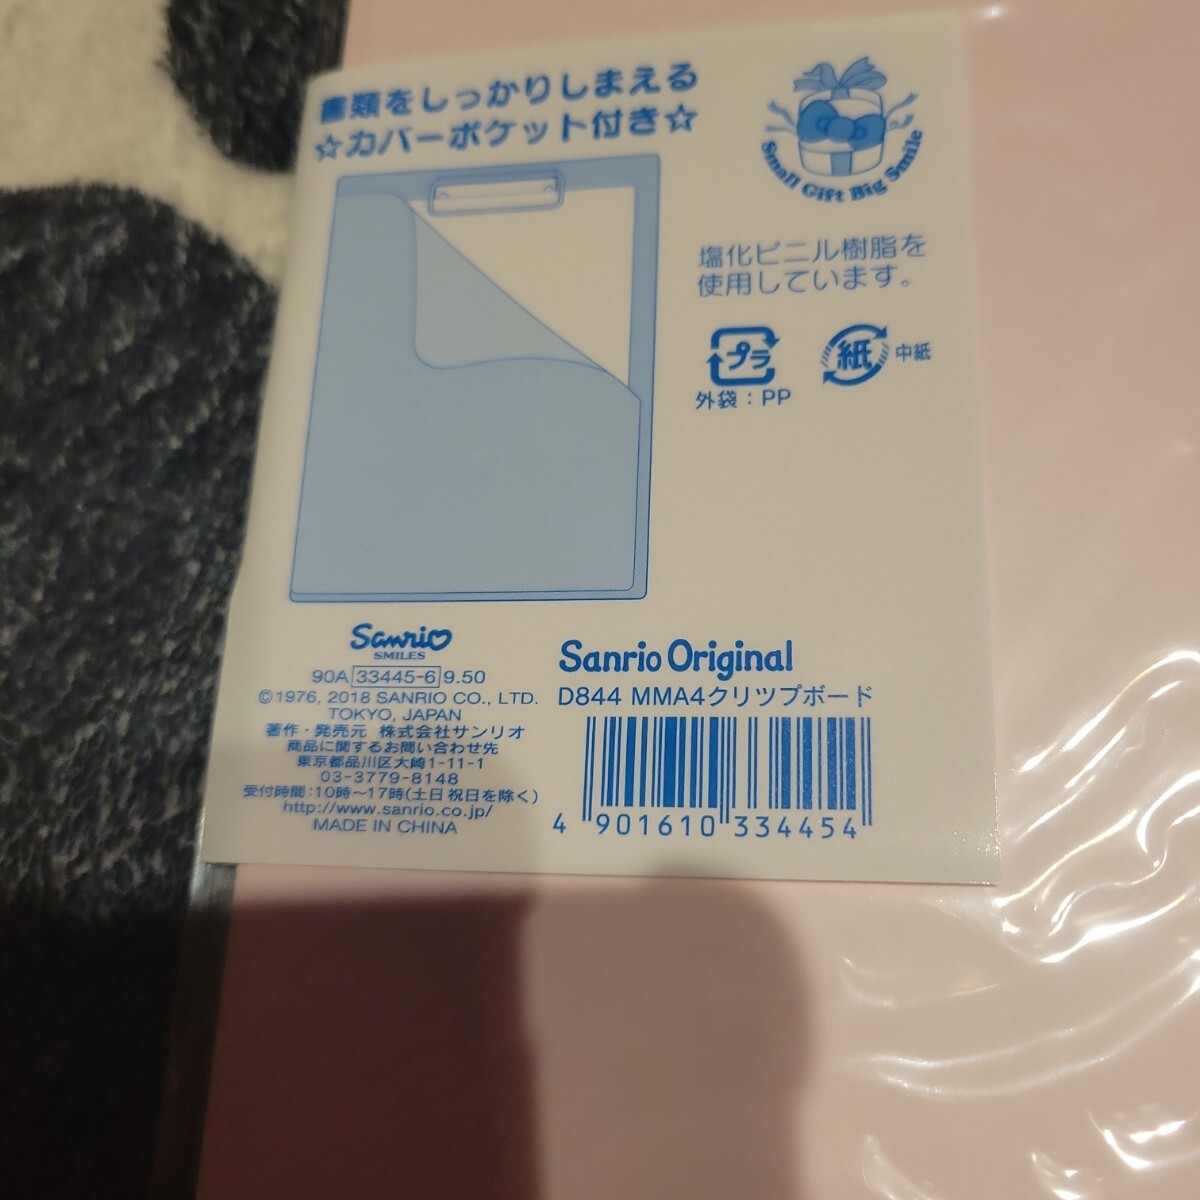 書類をしっかりしまえる
☆カバーポケット付き☆
Small Gift Big Smile
塩化ビニル樹脂を
使用しています。
プラ
外袋：PP
紙 中紙
Sanrio
SMILES
90A 33445-6 9.50
©1976, 2018 SANRIO CO., LTD.
TOKYO, JAPAN
著作・発売元 株式会社サンリオ
商品に関するお問い合わせ先
東京都品川区大崎1-11-1
03-3779-8148
受付時間：10時〜17時(土日祝日を除く)
http://www.sanrio.co.jp/
MADE IN CHINA
Sanrio Original
D844 MMA4クリツプボード
4 901610 334454